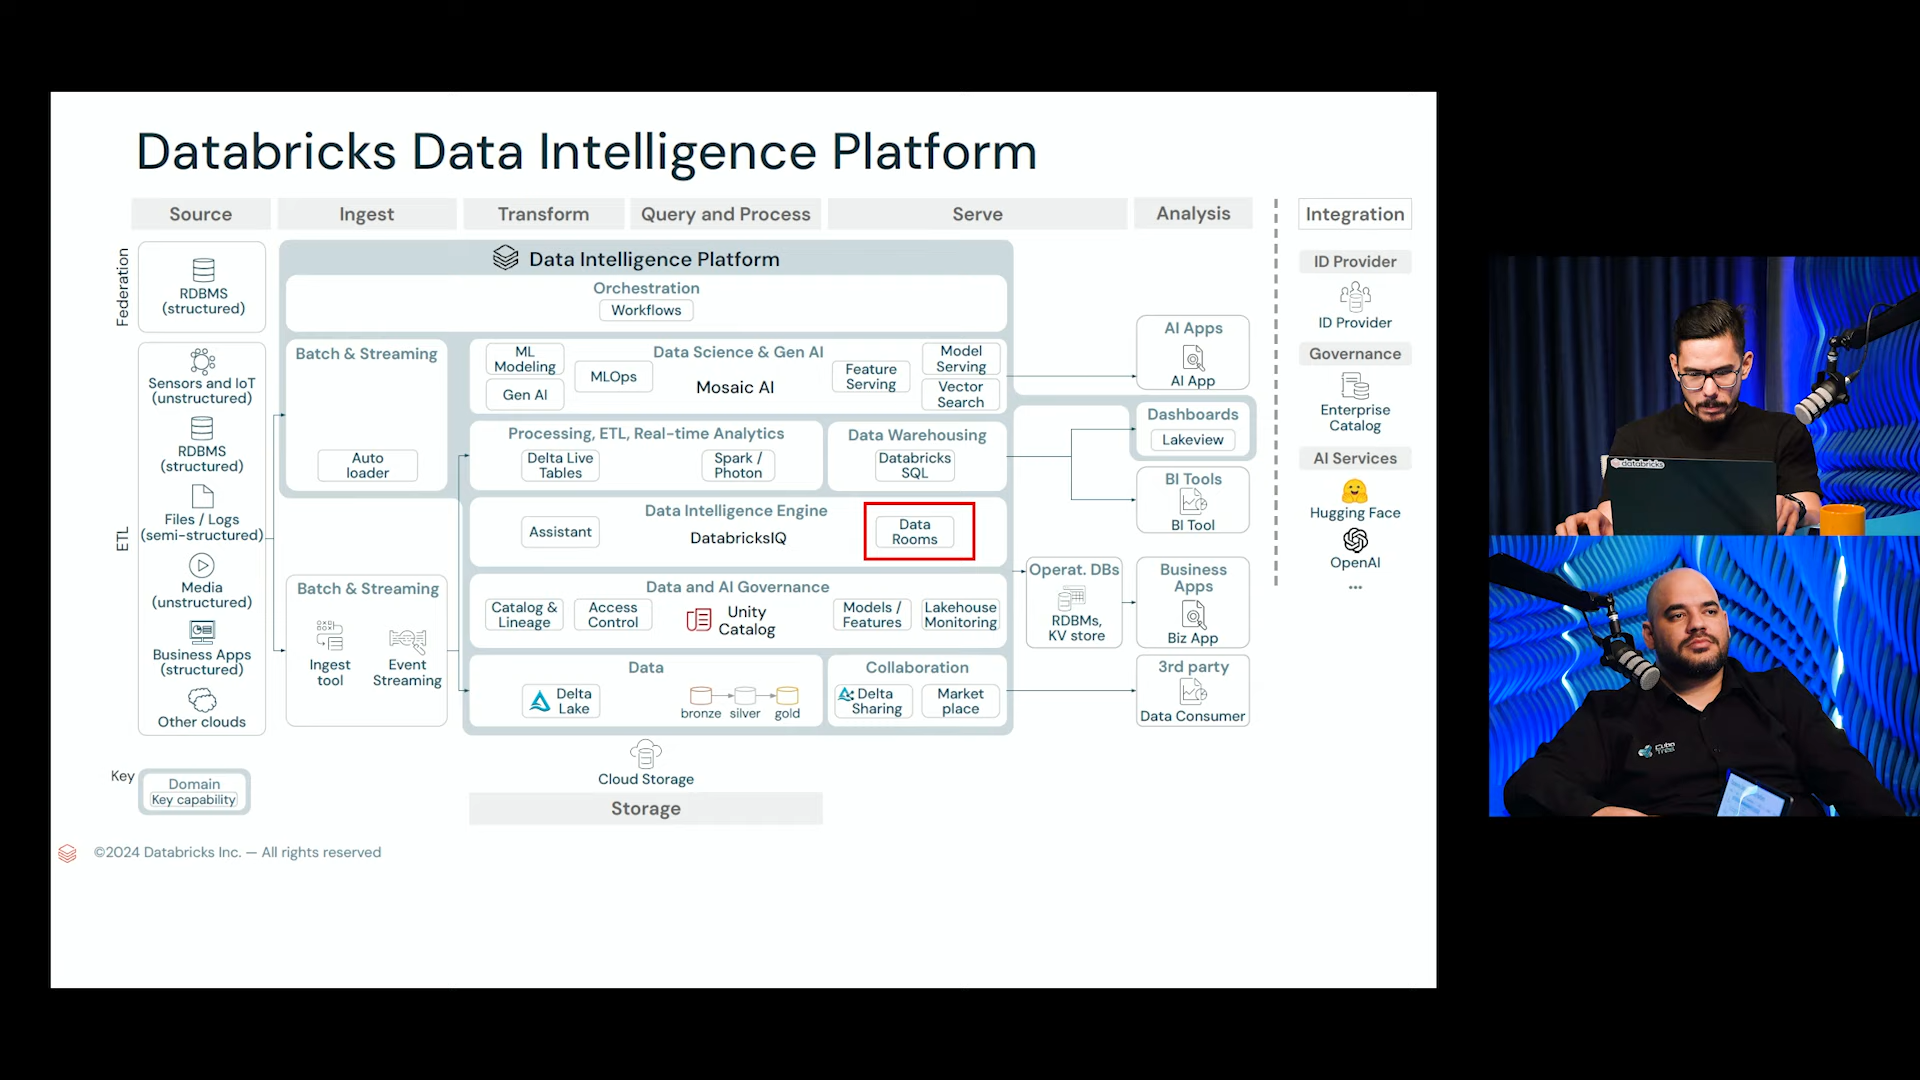 Databricks Data Intelligence Platform
Source
Ingest
Transform
Query and Process
Serve
Analysis
Integration
Federation
RDBMS
(structured)
ETL
Sensors and IoT
(unstructured)
RDBMS
(structured)
Files / Logs
(semi-structured)
Media
(unstructured)
Business Apps
(structured)
Other clouds
Data Intelligence Platform
Orchestration
Workflows
Batch & Streaming
Auto
loader
Batch & Streaming
Ingest
tool
Event
Streaming
Data Science & Gen AI
ML
Modeling
Gen AI
MLOps
Mosaic AI
Feature
Serving
Model
Serving
Vector
Search
Processing, ETL, Real-time Analytics
Delta Live
Tables
Spark /
Photon
Data Warehousing
Databricks
SQL
Data Intelligence Engine
Assistant
DatabricksIQ
Data
Rooms
Data and AI Governance
Catalog &
Lineage
Access
Control
Unity
Catalog
Models /
Features
Lakehouse
Monitoring
Data
Delta
Lake
bronze
silver
gold
Collaboration
Delta
Sharing
Market
place
Cloud Storage
Storage
Operat. DBs
RDBMs,
KV store
AI Apps
AI App
Dashboards
Lakeview
BI Tools
BI Tool
Business
Apps
Biz App
3rd party
Data Consumer
ID Provider
ID Provider
Governance
Enterprise
Catalog
AI Services
Hugging Face
OpenAI
...
Key
Domain
Key capability
©2024 Databricks Inc. — All rights reserved
databricks